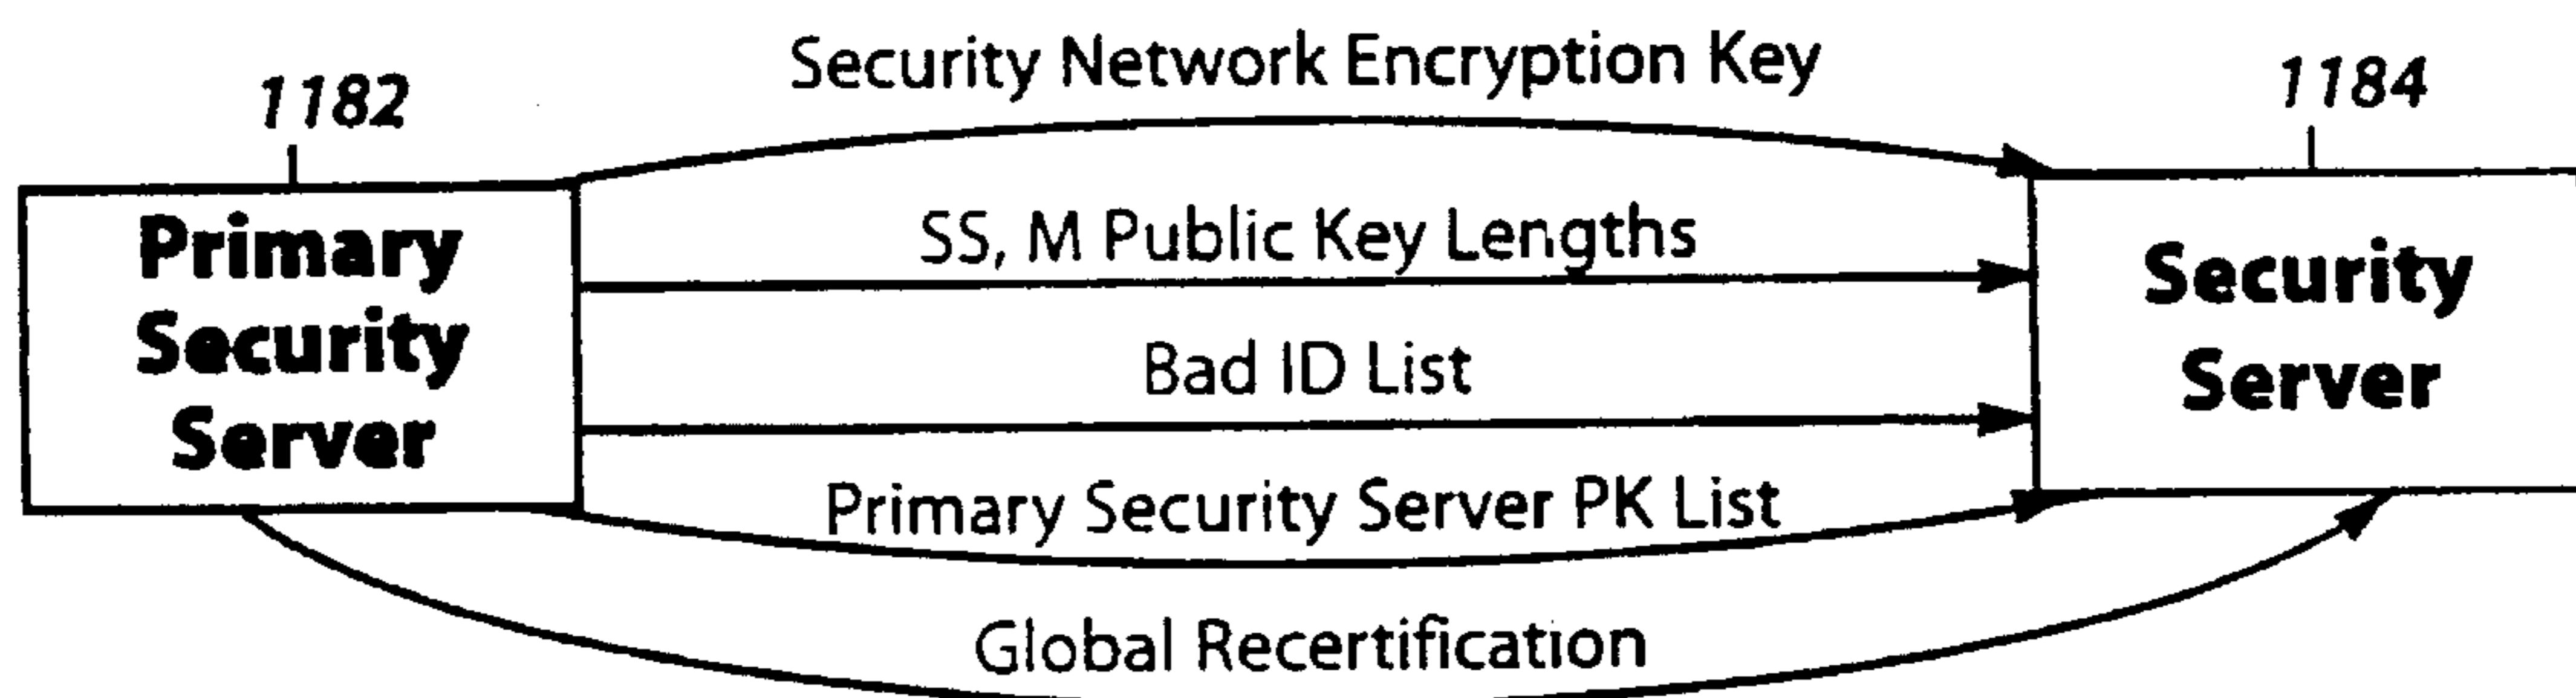 Security Network Encryption Key
1182
1184
SS, M Public Key Lengths
Primary
Security
Server
Security
Server
Bad ID List
Primary Security Server PK List
Global Recertification